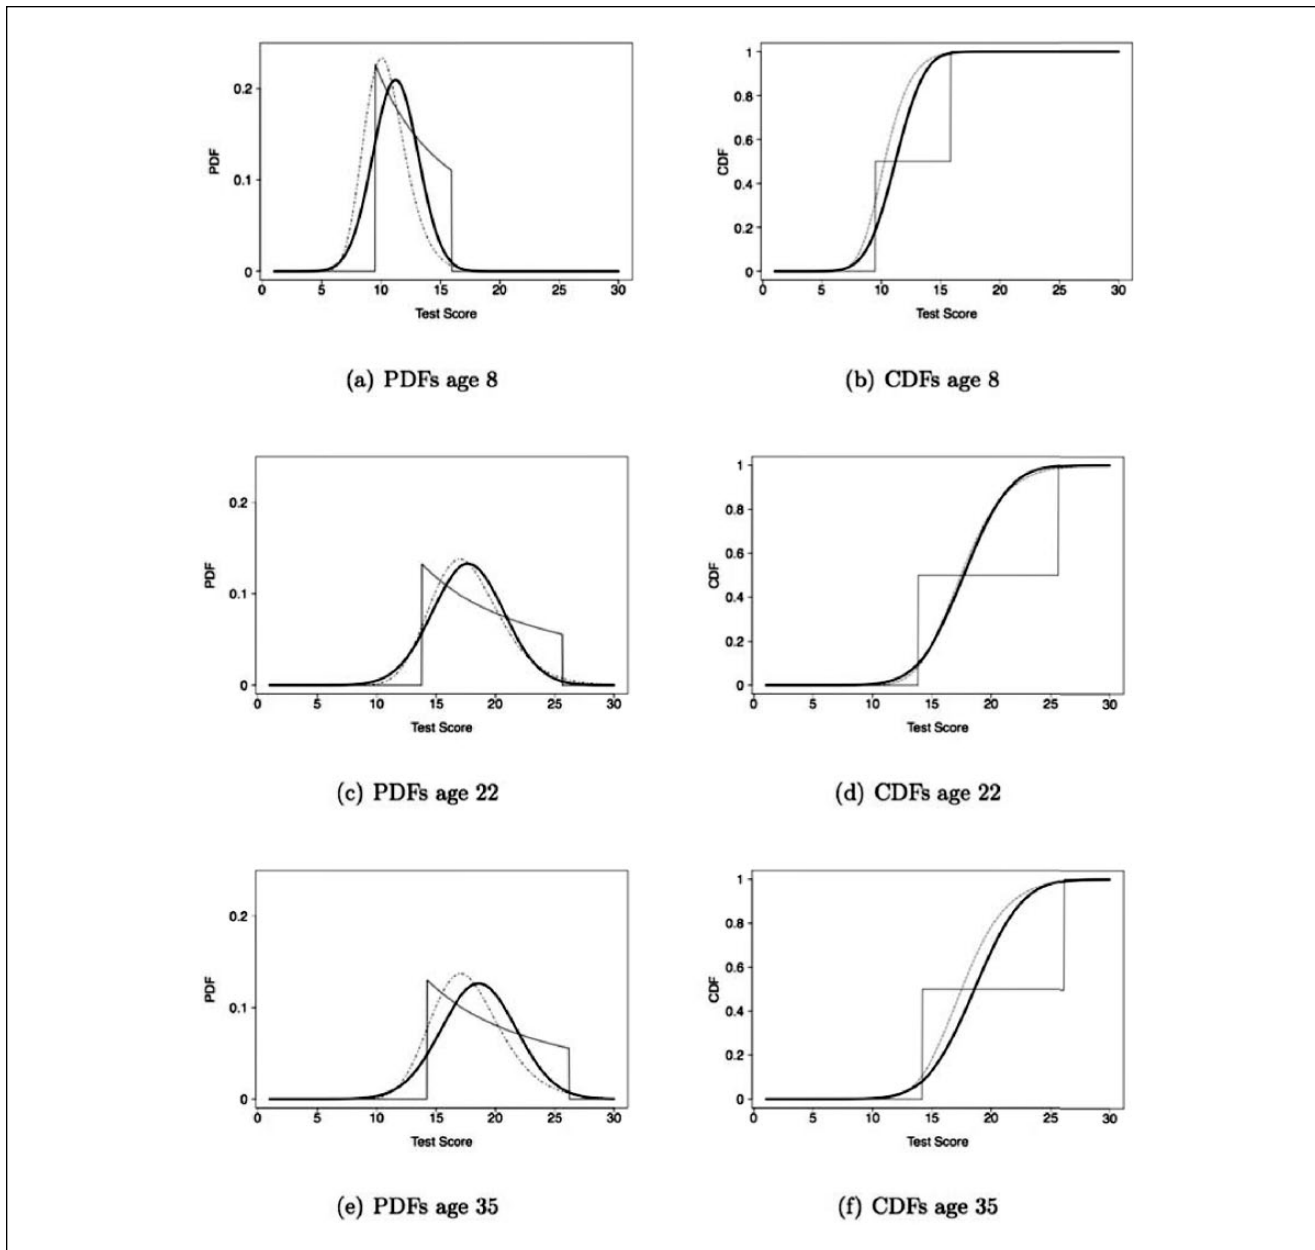 0.2
0.1
0
PDF
0 5 10 15 20 25 30
Test Score
(a) PDFs age 8
1
0.8
0.6
0.4
0.2
0
CDF
0 5 10 15 20 25 30
Test Score
(b) CDFs age 8
0.2
0.1
0
PDF
0 5 10 15 20 25 30
Test Score
(c) PDFs age 22
1
0.8
0.6
0.4
0.2
0
CDF
0 5 10 15 20 25 30
Test Score
(d) CDFs age 22
0.2
0.1
0
PDF
0 5 10 15 20 25 30
Test Score
(e) PDFs age 35
1
0.8
0.6
0.4
0.2
0
CDF
0 5 10 15 20 25 30
Test Score
(f) CDFs age 35